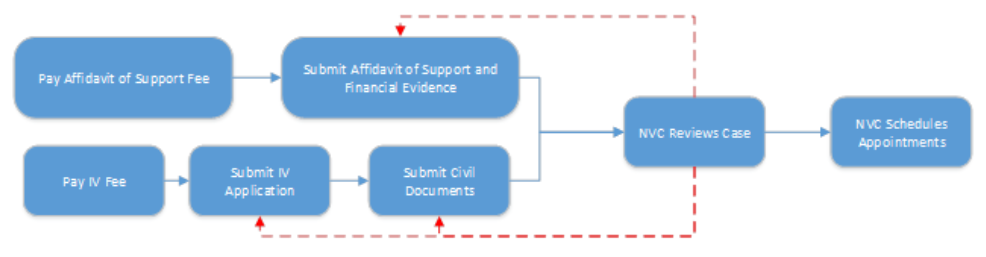 Pay Affidavit of Support Fee
Submit Affidavit of Support and
Financial Evidence
NVC Reviews Case
NVC Schedules
Appointments
Pay IV Fee
Submit IV
Application
Submit Civil
Documents